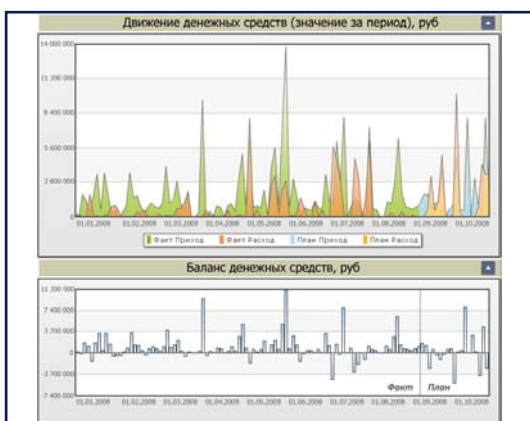 Движение денежных средств (значение за период), руб
14 000 000
11 200 000
8 400 000
5 600 000
2 800 000
0
01.01.2008 01.02.2008 01.03.2008 01.04.2008 01.05.2008 01.06.2008 01.07.2008 01.08.2008 01.09.2008 01.10.2008
Факт Приход Факт Расход План Приход План Расход
Баланс денежных средств, руб
11 200 000
7 400 000
3 700 000
0
-3 700 000
-7 400 000
Факт План
01.01.2008 01.02.2008 01.03.2008 01.04.2008 01.05.2008 01.06.2008 01.07.2008 01.08.2008 01.09.2008 01.10.2008